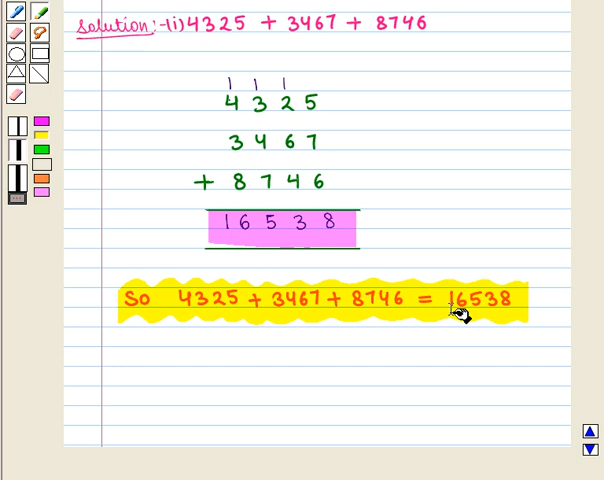 Solution:-(i) 4325 + 3467 + 8746
1 1 1
4 3 2 5
3 4 6 7
+ 8 7 4 6
1 6 5 3 8
So 4325 + 3467 + 8746 = 16538